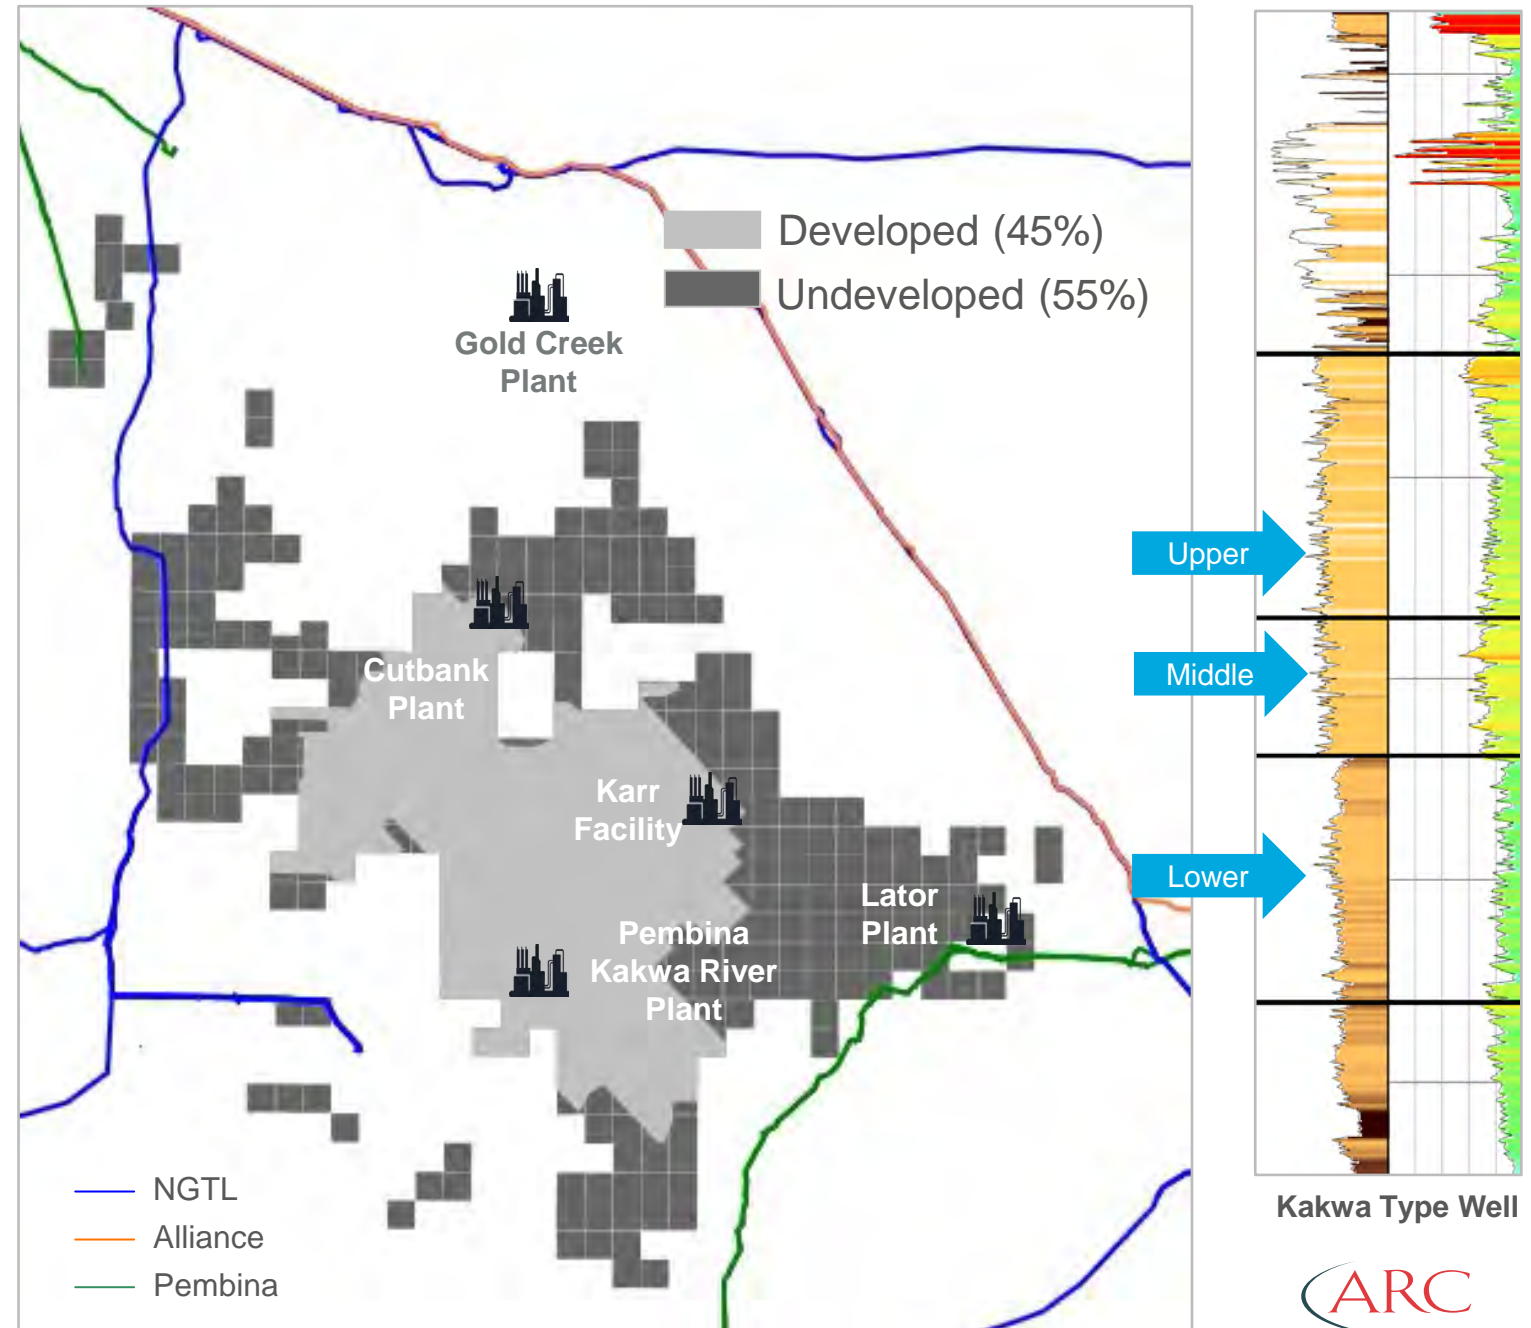 Developed (45%)
Undeveloped (55%)
Gold Creek
Plant
Cutbank
Plant
Karr
Facility
Lator
Plant
Pembina
Kakwa River
Plant
NGTL
Alliance
Pembina
Upper
Middle
Lower
Kakwa Type Well
ARC